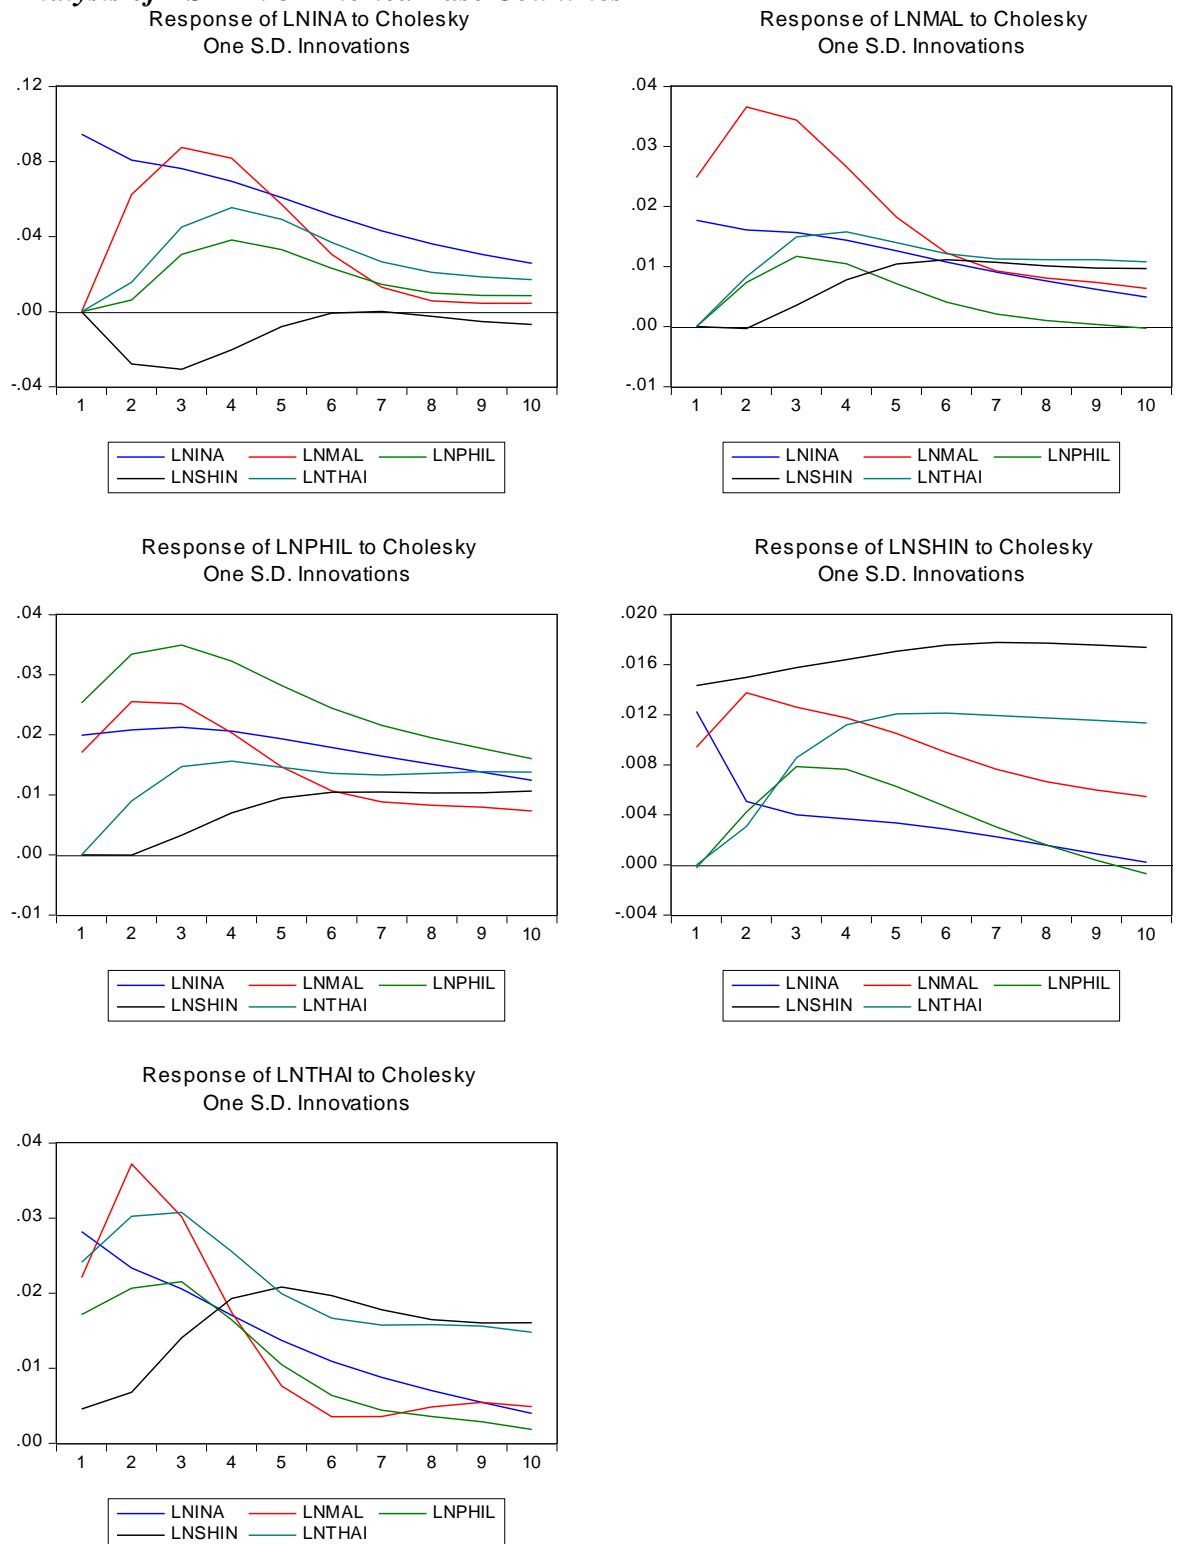 Response of LNINA to Cholesky
One S.D. Innovations
.12
.08
.04
.00
-.04
1 2 3 4 5 6 7 8 9 10
LNINA LNMAL LNPHIL
LNSHIN LNTHAI
Response of LNMAL to Cholesky
One S.D. Innovations
.04
.03
.02
.01
.00
-.01
1 2 3 4 5 6 7 8 9 10
LNINA LNMAL LNPHIL
LNSHIN LNTHAI
Response of LNPHIL to Cholesky
One S.D. Innovations
.04
.03
.02
.01
.00
-.01
1 2 3 4 5 6 7 8 9 10
LNINA LNMAL LNPHIL
LNSHIN LNTHAI
Response of LNSHIN to Cholesky
One S.D. Innovations
.020
.016
.012
.008
.004
.000
-.004
1 2 3 4 5 6 7 8 9 10
LNINA LNMAL LNPHIL
LNSHIN LNTHAI
Response of LNTHAI to Cholesky
One S.D. Innovations
.04
.03
.02
.01
.00
1 2 3 4 5 6 7 8 9 10
LNINA LNMAL LNPHIL
LNSHIN LNTHAI